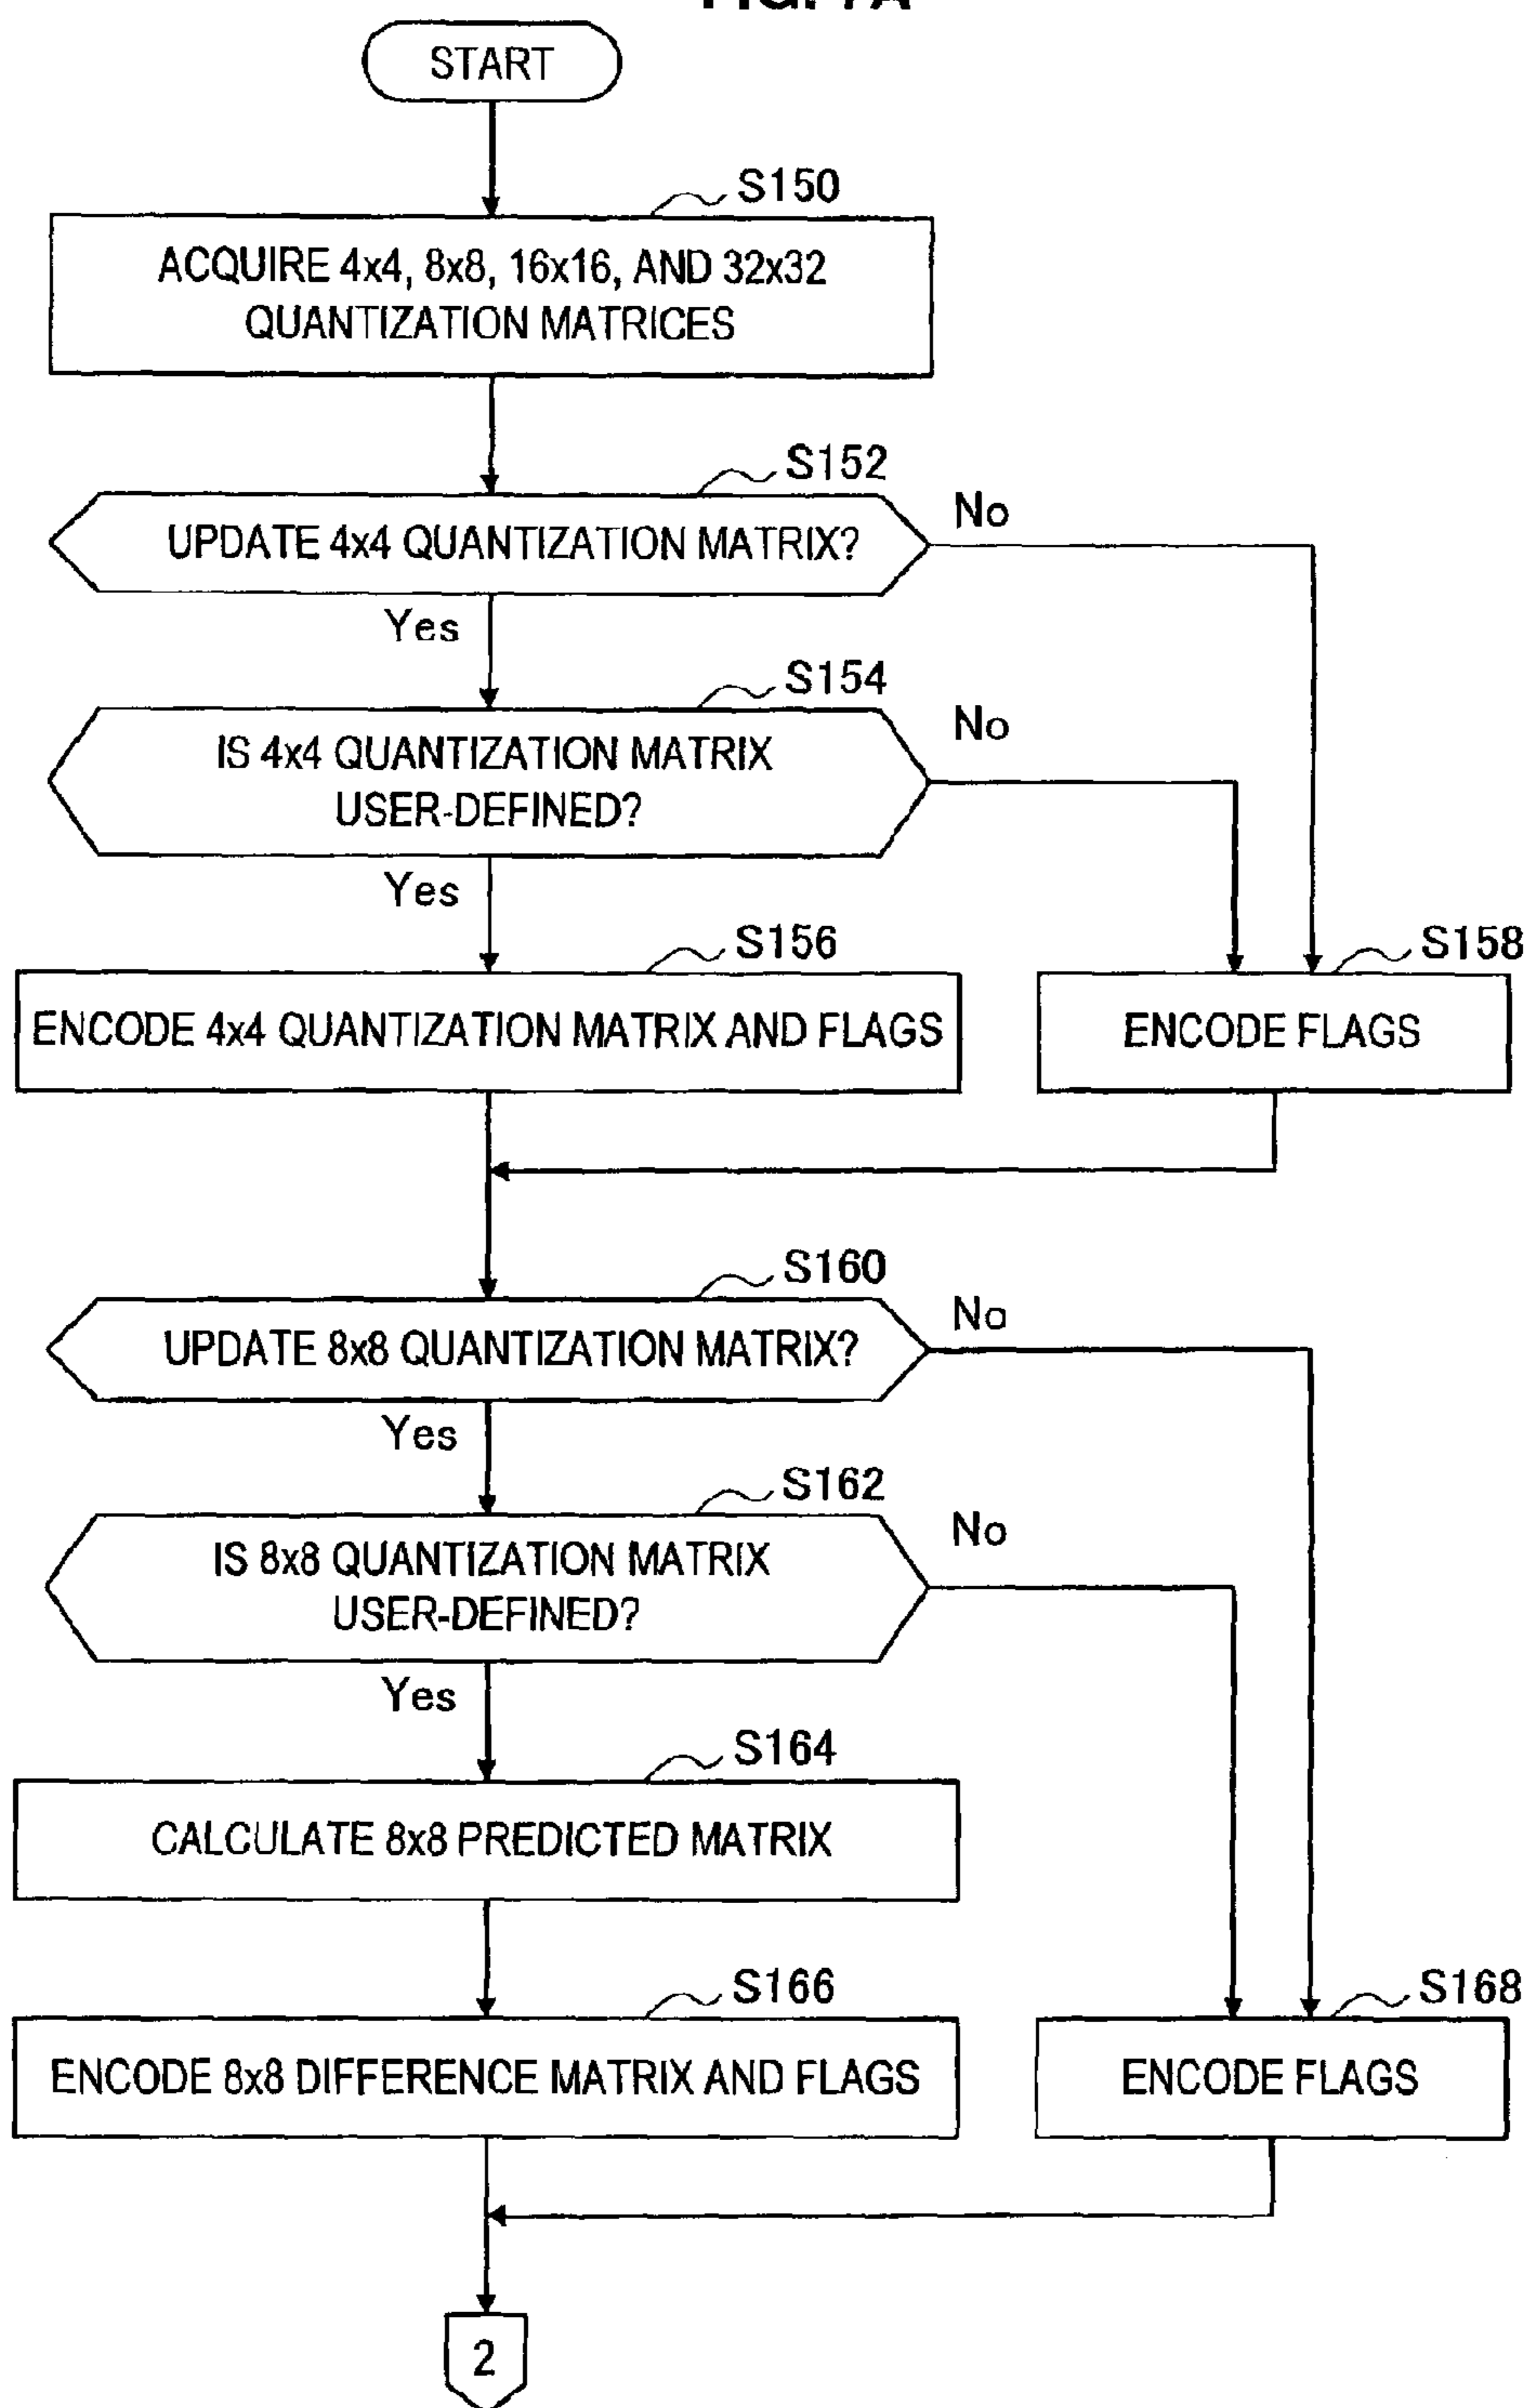 START
S150
ACQUIRE 4x4, 8x8, 16x16, AND 32x32
QUANTIZATION MATRICES
S152
UPDATE 4x4 QUANTIZATION MATRIX?
No
Yes
S154
IS 4x4 QUANTIZATION MATRIX
USER-DEFINED?
No
Yes
S156
ENCODE 4x4 QUANTIZATION MATRIX AND FLAGS
S158
ENCODE FLAGS
S160
UPDATE 8x8 QUANTIZATION MATRIX?
No
Yes
S162
IS 8x8 QUANTIZATION MATRIX
USER-DEFINED?
No
Yes
S164
CALCULATE 8x8 PREDICTED MATRIX
S166
ENCODE 8x8 DIFFERENCE MATRIX AND FLAGS
S168
ENCODE FLAGS
2